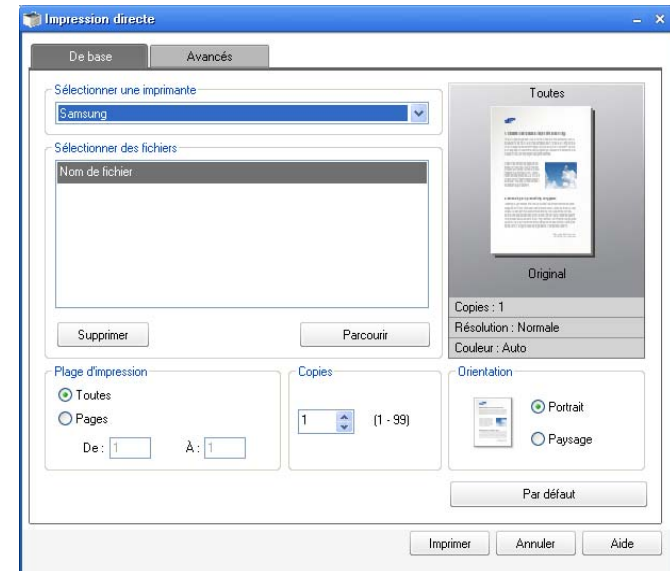 Impression directe
De base
Avancés
Sélectionner une imprimante
Samsung
Sélectionner des fichiers
Nom de fichier
Supprimer
Parcourir
Toutes
Original
Copies : 1
Résolution : Normale
Couleur : Auto
Plage d'impression
Toutes
Pages
De : 1 À : 1
Copies
1 (1 - 99)
Orientation
Portrait
Paysage
Par défaut
Imprimer
Annuler
Aide